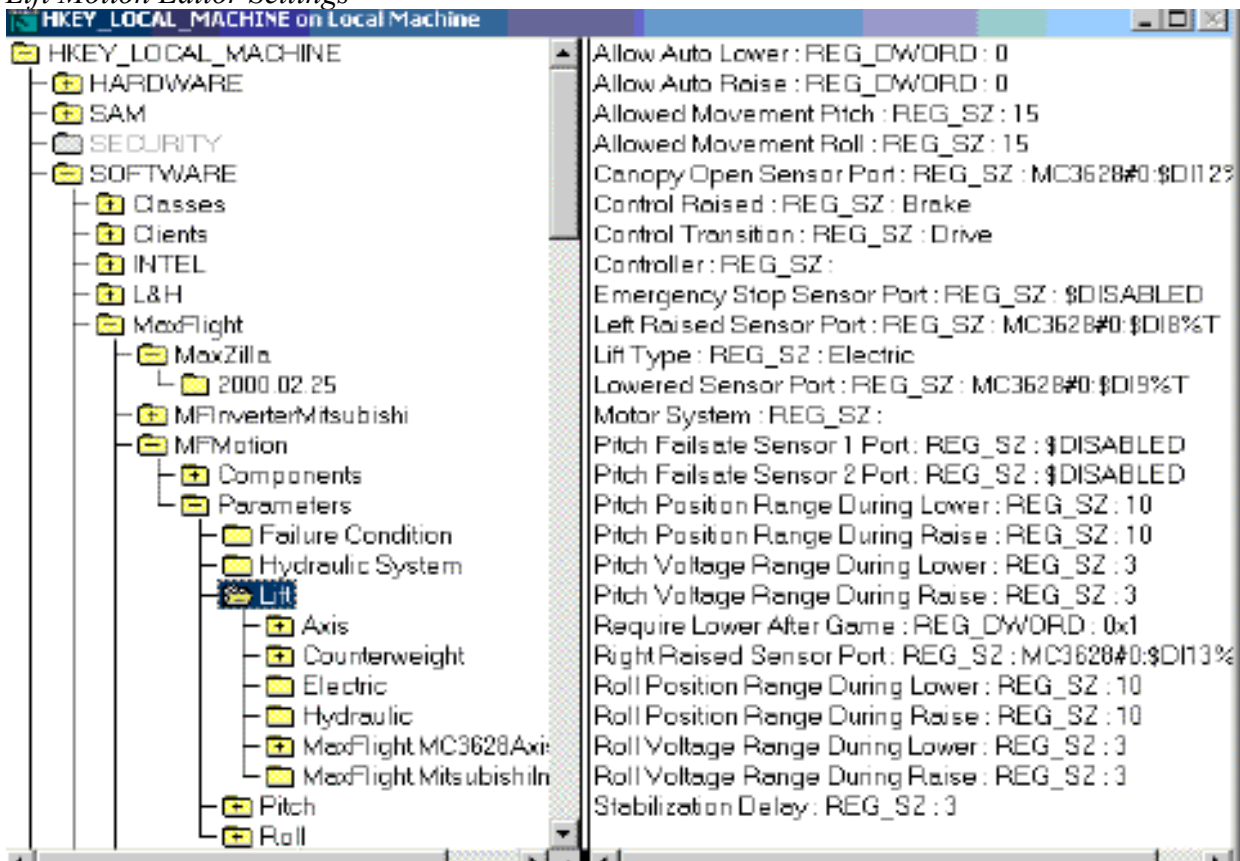 Lift Motion Editor Settings
HKEY_LOCAL_MACHINE on Local Machine
HKEY_LOCAL_MACHINE
HARDWARE
SAM
SECURITY
SOFTWARE
Classes
Clients
INTEL
L&H
MaxFlight
MaxZilla
2000.02.25
MFInverterMitsubishi
MFMotion
Components
Parameters
Failure Condition
Hydraulic System
Lift
Axis
Counterweight
Electric
Hydraulic
MaxFlight MC3628Axi
MaxFlight MitsubishiIn
Pitch
Roll
Allow Auto Lower : REG_DWORD : 0
Allow Auto Raise : REG_DWORD : 0
Allowed Movement Pitch : REG_SZ : 15
Allowed Movement Roll : REG_SZ : 15
Canopy Open Sensor Port : REG_SZ : MC3628#0:$DI12%
Control Raised : REG_SZ : Brake
Control Transition : REG_SZ : Drive
Controller : REG_SZ :
Emergency Stop Sensor Port : REG_SZ : $DISABLED
Left Raised Sensor Port : REG_SZ : MC3628#0:$DI8%T
Lift Type : REG_SZ : Electric
Lowered Sensor Port : REG_SZ : MC3628#0:$DI9%T
Motor System : REG_SZ :
Pitch Failsafe Sensor 1 Port : REG_SZ : $DISABLED
Pitch Failsafe Sensor 2 Port : REG_SZ : $DISABLED
Pitch Position Range During Lower : REG_SZ : 10
Pitch Position Range During Raise : REG_SZ : 10
Pitch Voltage Range During Lower : REG_SZ : 3
Pitch Voltage Range During Raise : REG_SZ : 3
Require Lower After Game : REG_DWORD : 0x1
Right Raised Sensor Port : REG_SZ : MC3628#0:$DI13%
Roll Position Range During Lower : REG_SZ : 10
Roll Position Range During Raise : REG_SZ : 10
Roll Voltage Range During Lower : REG_SZ : 3
Roll Voltage Range During Raise : REG_SZ : 3
Stabilization Delay : REG_SZ : 3